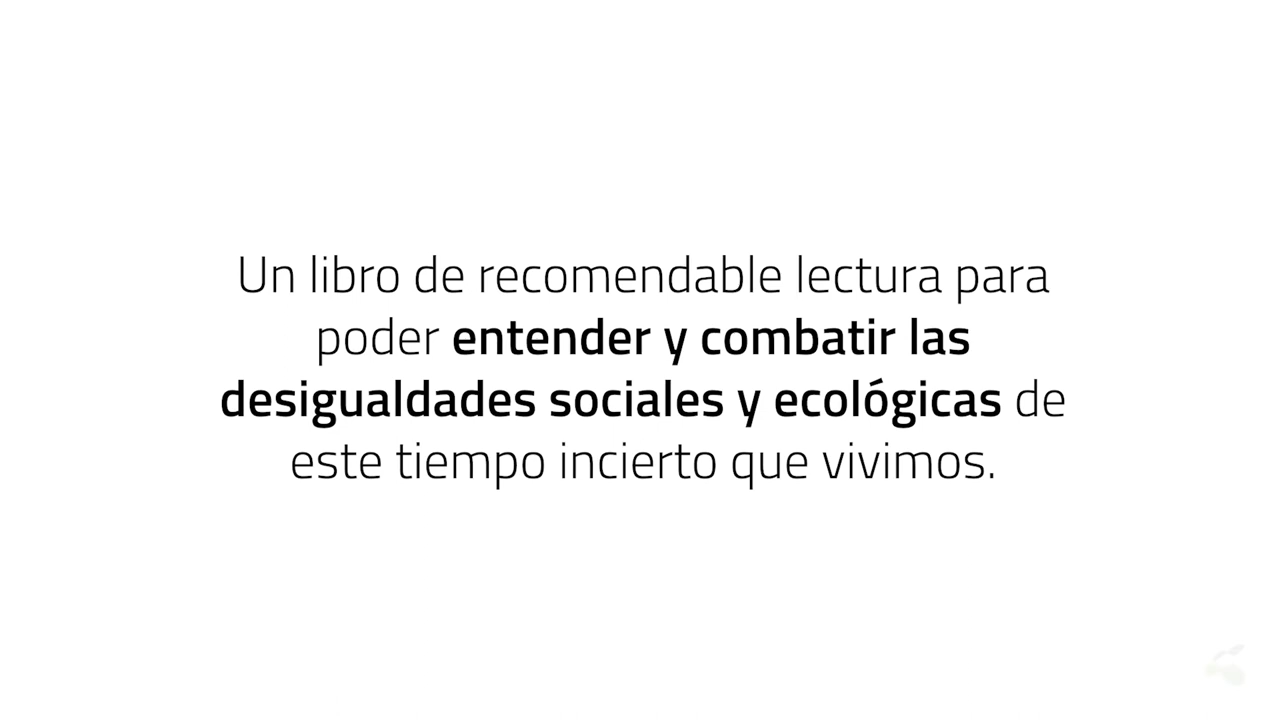 Un libro de recomendable lectura para
poder entender y combatir las
desigualdades sociales y ecológicas de
este tiempo incierto que vivimos.